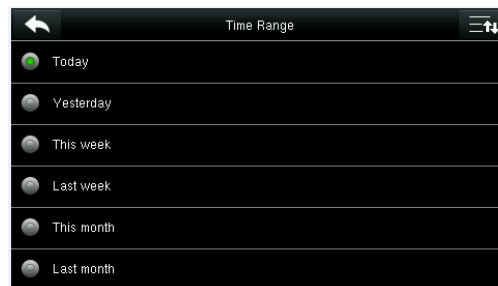 Time Range
Today
Yesterday
This week
Last week
This month
Last month